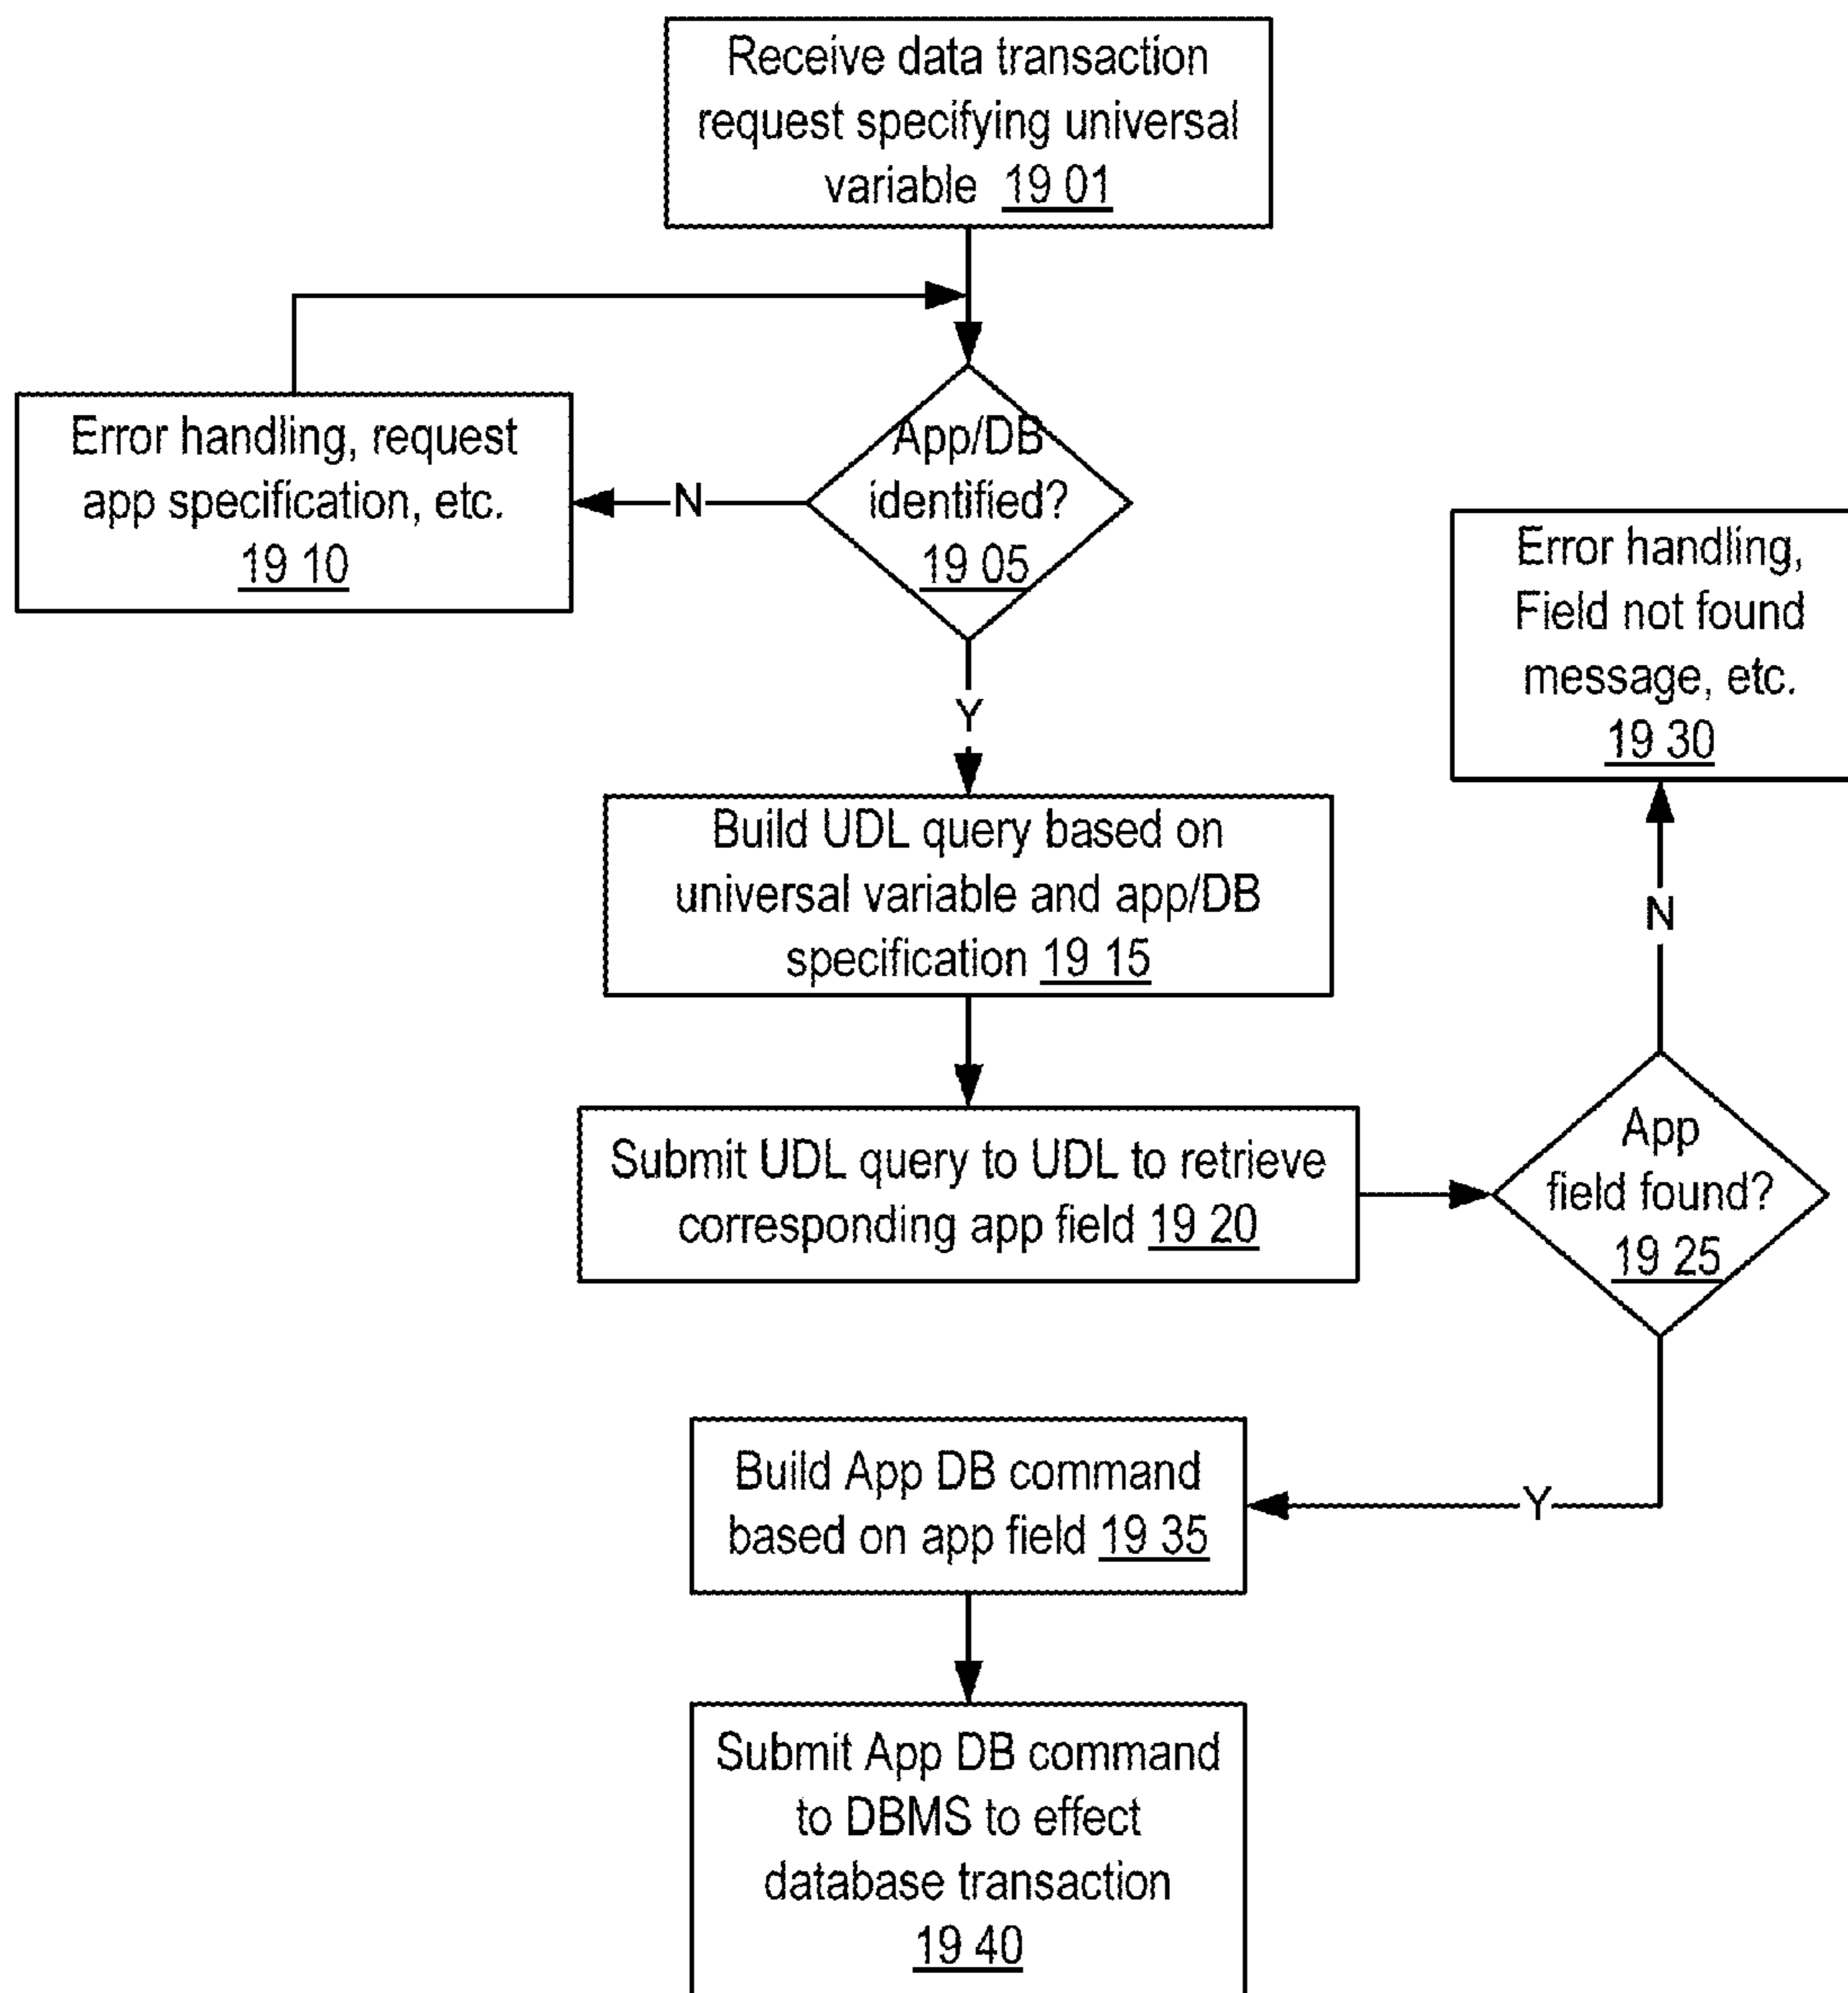 Receive data transaction
request specifying universal
variable 19 01
Error handling, request
app specification, etc.
19 10
N
App/DB
identified?
19 05
Y
Error handling,
Field not found
message, etc.
19 30
Build UDL query based on
universal variable and app/DB
specification 19 15
N
Submit UDL query to UDL to retrieve
corresponding app field 19 20
App
field found?
19 25
Build App DB command
based on app field 19 35
Y
Submit App DB command
to DBMS to effect
database transaction
19 40